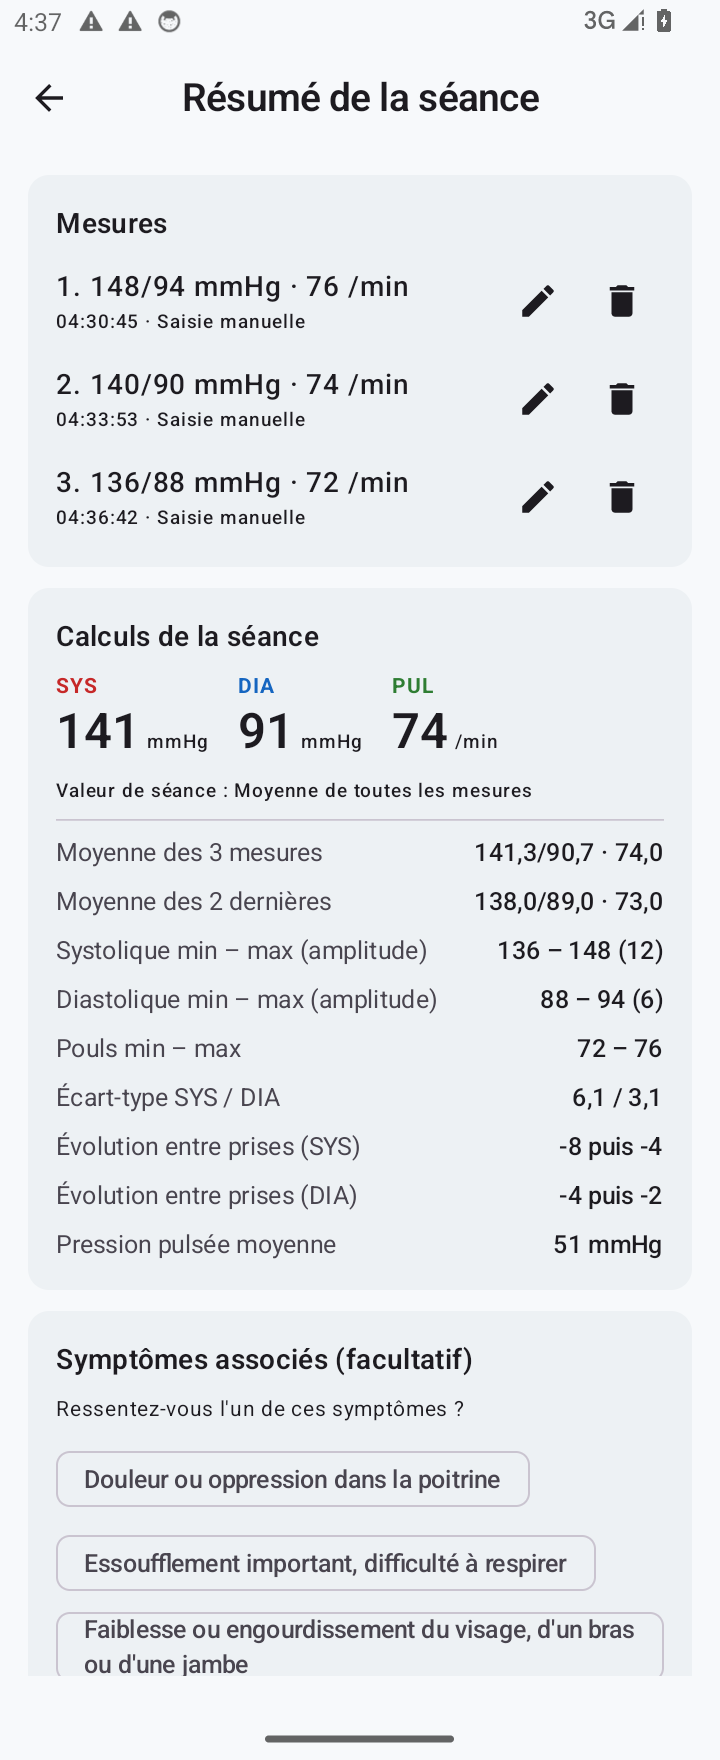 4:37
3G
Résumé de la séance
Mesures
1. 148/94 mmHg · 76 /min
04:30:45 · Saisie manuelle
2. 140/90 mmHg · 74 /min
04:33:53 · Saisie manuelle
3. 136/88 mmHg · 72 /min
04:36:42 · Saisie manuelle
Calculs de la séance
SYS DIA PUL
141 mmHg 91 mmHg 74 /min
Valeur de séance : Moyenne de toutes les mesures
Moyenne des 3 mesures 141,3/90,7 · 74,0
Moyenne des 2 dernières 138,0/89,0 · 73,0
Systolique min – max (amplitude) 136 – 148 (12)
Diastolique min – max (amplitude) 88 – 94 (6)
Pouls min – max 72 – 76
Écart-type SYS / DIA 6,1 / 3,1
Évolution entre prises (SYS) -8 puis -4
Évolution entre prises (DIA) -4 puis -2
Pression pulsée moyenne 51 mmHg
Symptômes associés (facultatif)
Ressentez-vous l'un de ces symptômes ?
Douleur ou oppression dans la poitrine
Essoufflement important, difficulté à respirer
Faiblesse ou engourdissement du visage, d'un bras
ou d'une jambe